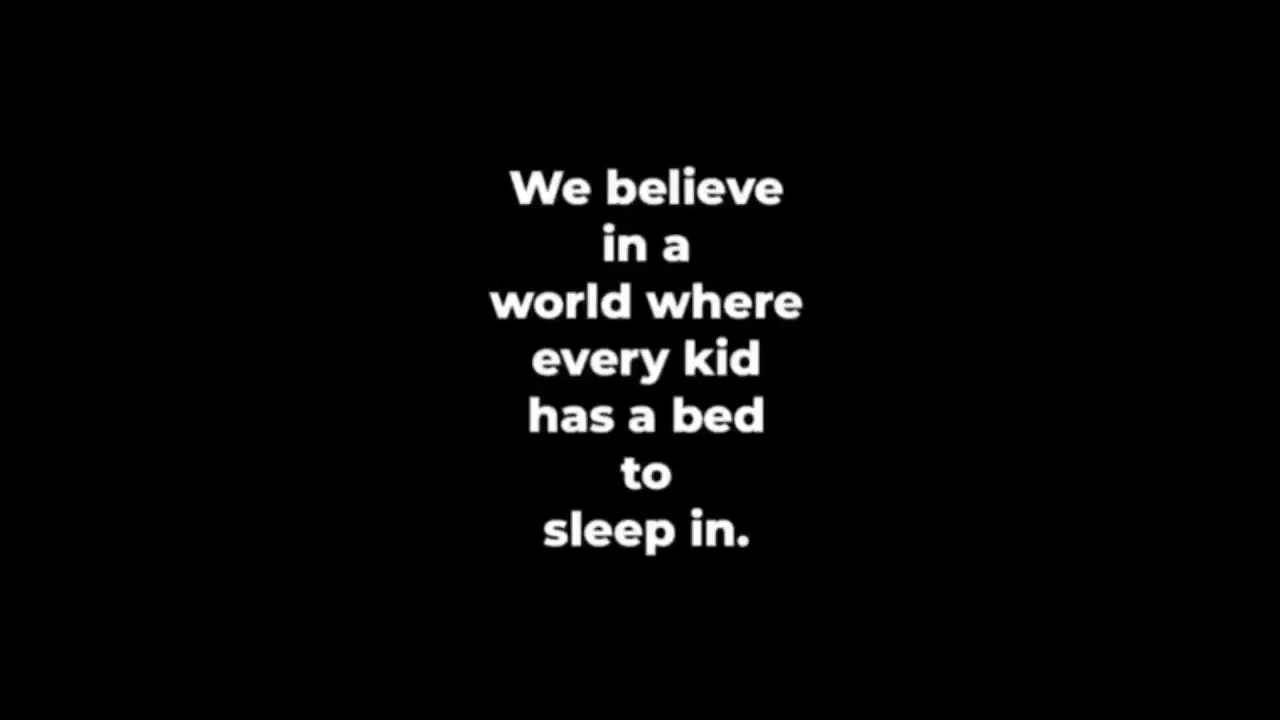 We believe
in a
world where
every kid
has a bed
to
sleep in.